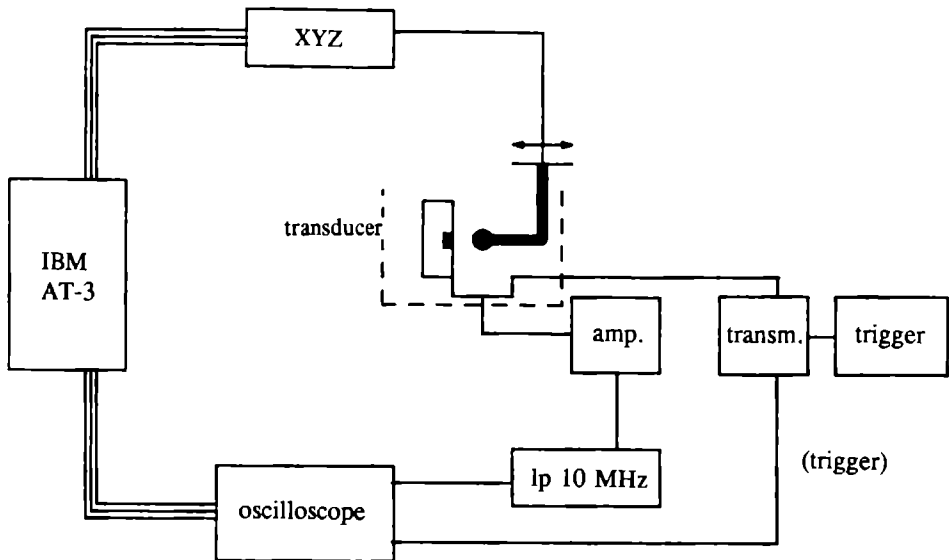 XYZ
transducer
IBM
AT-3
amp.
transm.
trigger
(trigger)
lp 10 MHz
oscilloscope